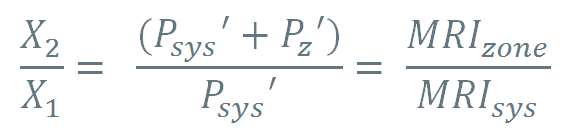 X₂/X₁ = (P_sys′ + P_z′)/P_sys′ = MRI_zone/MRI_sys